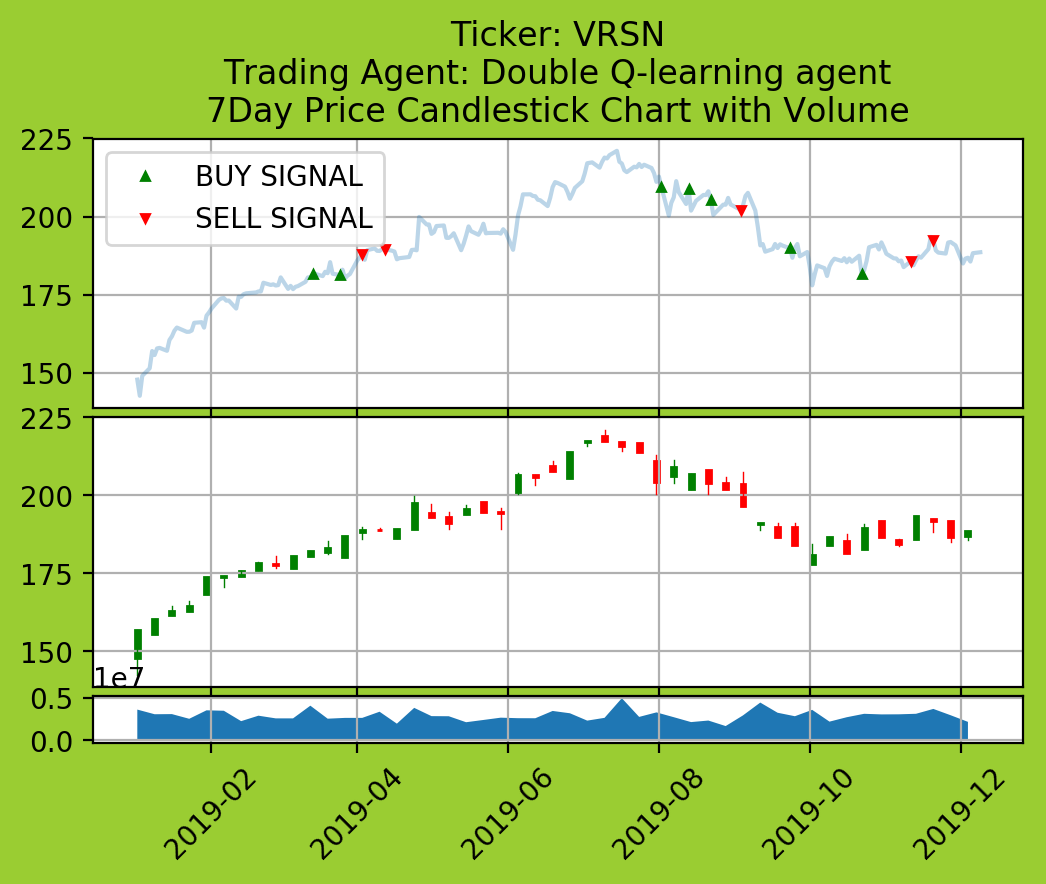 Ticker: VRSN
Trading Agent: Double Q-learning agent
7Day Price Candlestick Chart with Volume
225
BUY SIGNAL
SELL SIGNAL
200
175
150
225
200
175
150
1e7
0.5
0.0
2019-02
2019-04
2019-06
2019-08
2019-10
2019-12